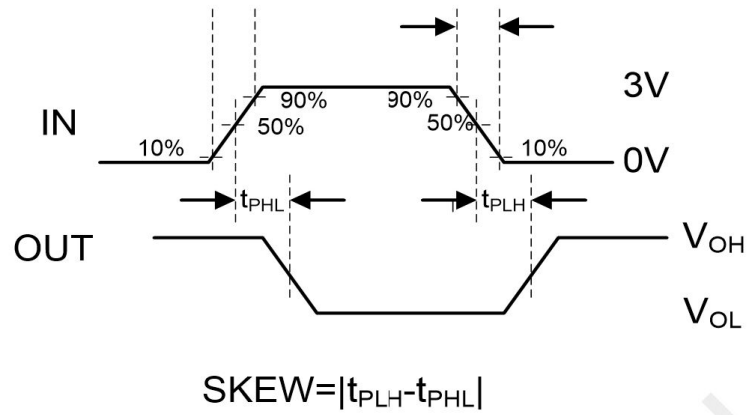 90% 90% 3V
IN 50% 50%
10% 10% 0V
tPHL tPLH
OUT VOH
VOL
SKEW=|tPLH-tPHL|